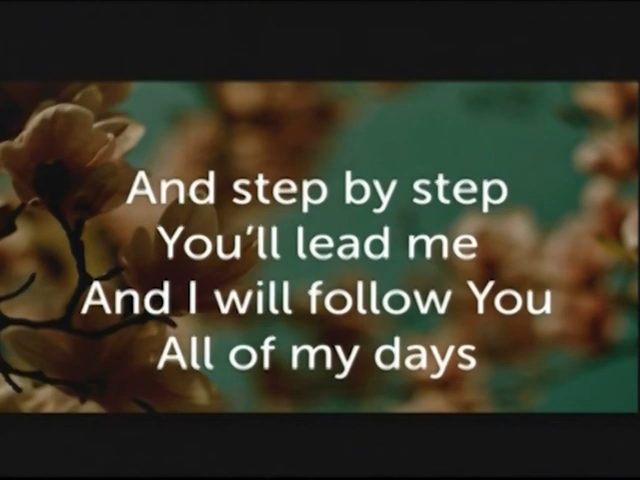 And step by step
You'll lead me
And I will follow You
All of my days